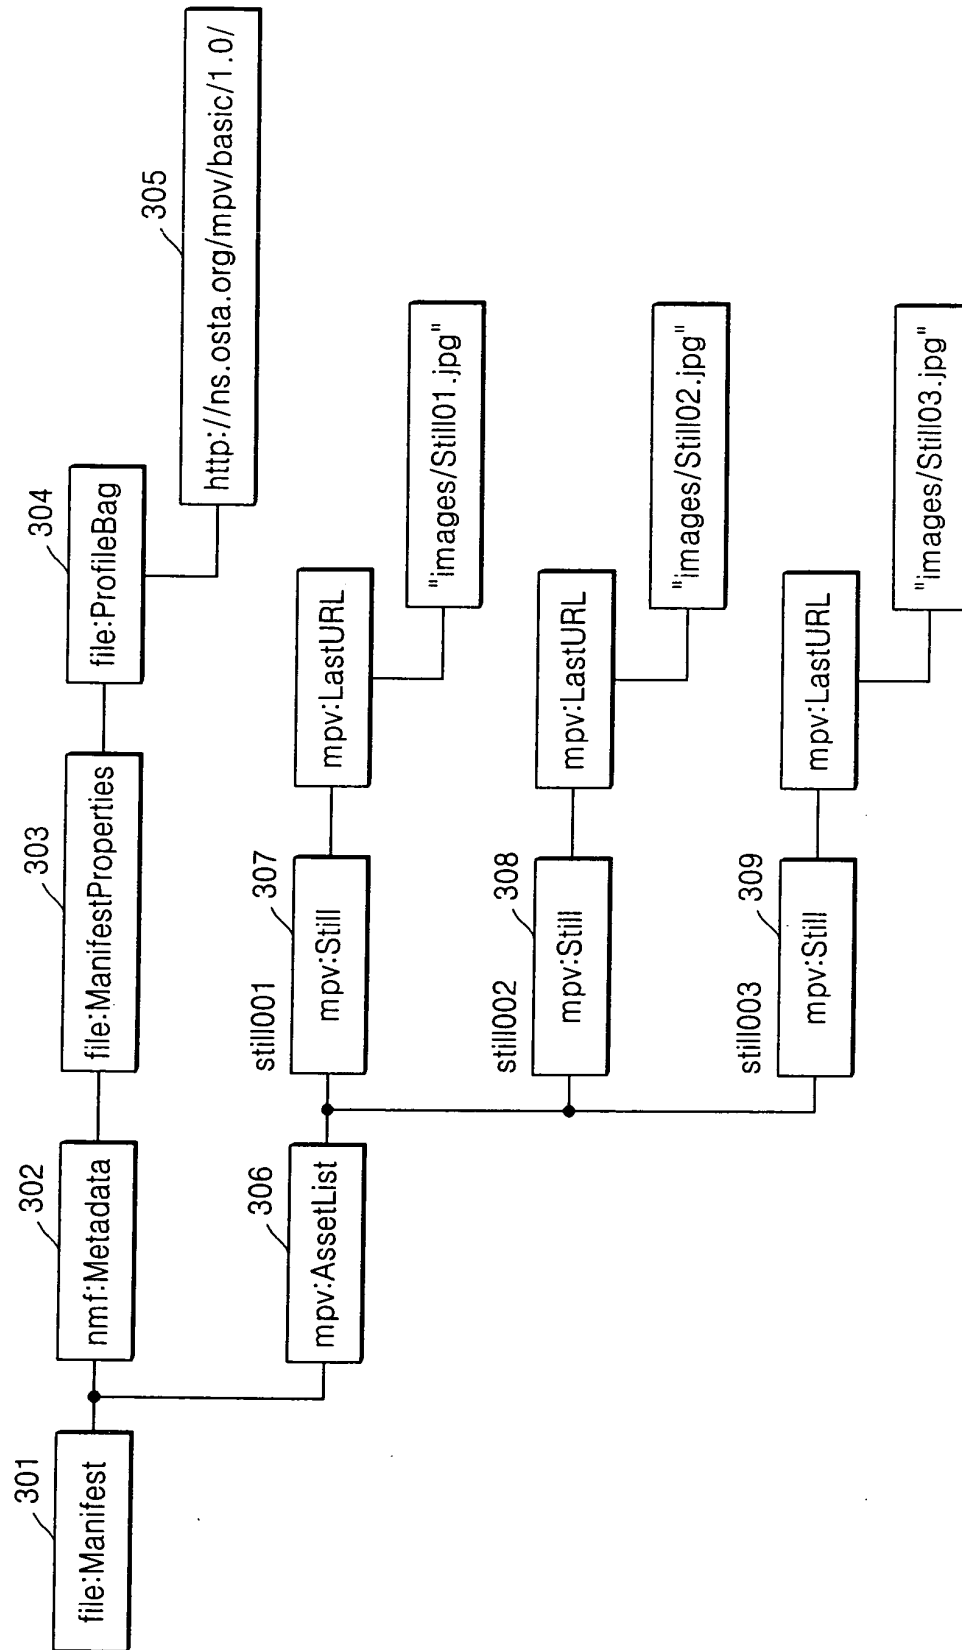 301
file:Manifest
302
nmf:Metadata
303
file:ManifestProperties
304
file:ProfileBag
305
http://ns.osta.org/mpv/basic/1.0/
306
mpv:AssetList
still001
307
mpv:Still
mpv:LastURL
"images/Still01.jpg"
still002
308
mpv:Still
mpv:LastURL
"images/Still02.jpg"
still003
309
mpv:Still
mpv:LastURL
"images/Still03.jpg"